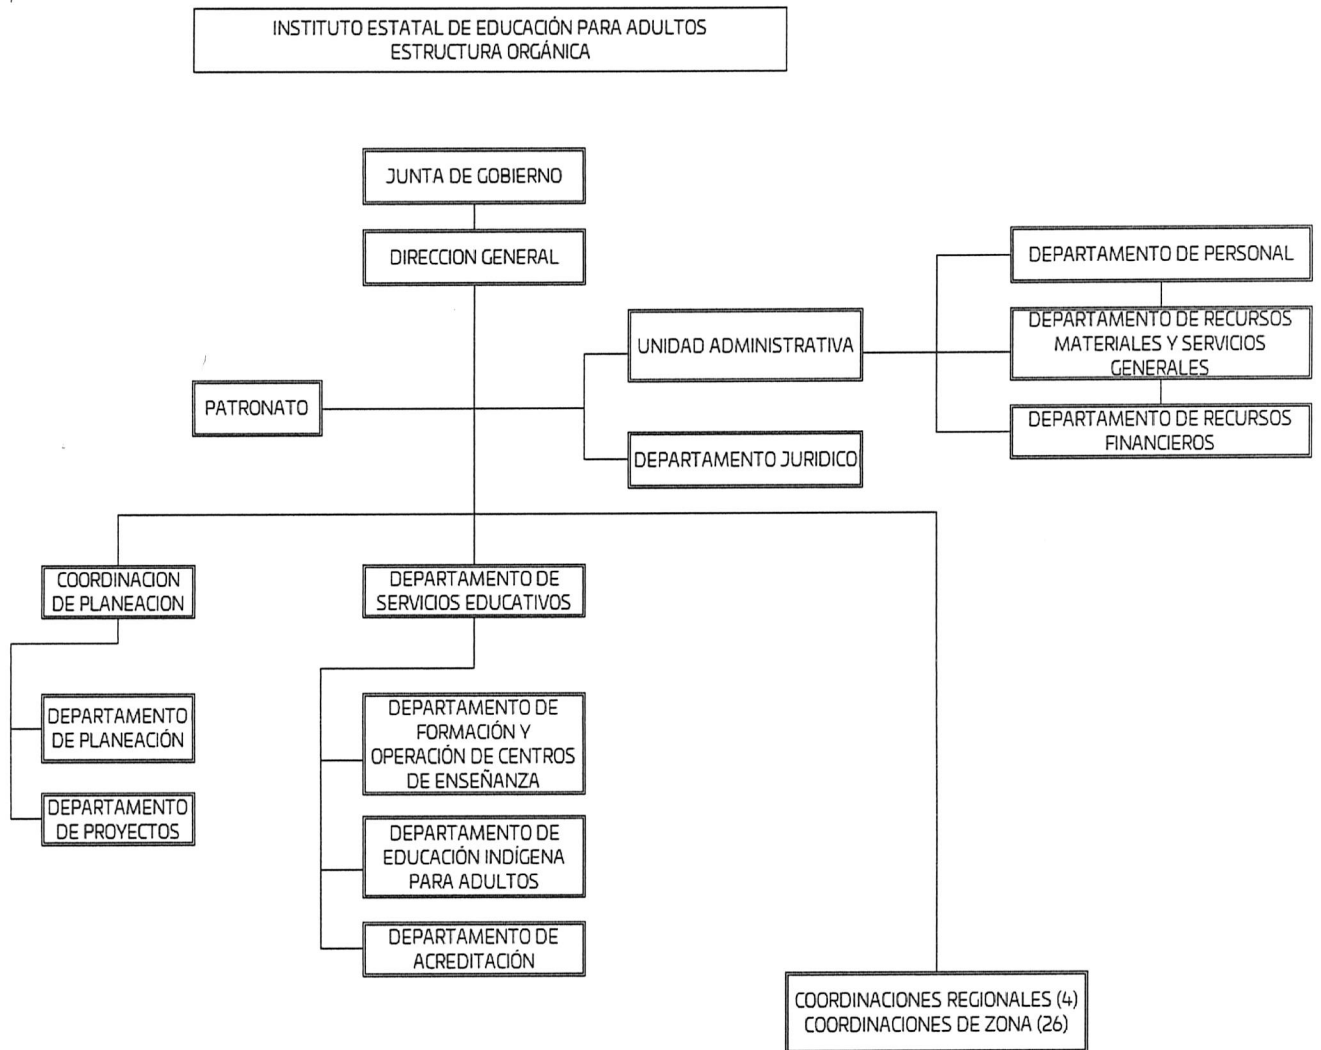 INSTITUTO ESTATAL DE EDUCACIÓN PARA ADULTOS
ESTRUCTURA ORGÁNICA
JUNTA DE GOBIERNO
DIRECCION GENERAL
DEPARTAMENTO DE PERSONAL
UNIDAD ADMINISTRATIVA
DEPARTAMENTO DE RECURSOS
MATERIALES Y SERVICIOS
GENERALES
PATRONATO
DEPARTAMENTO DE RECURSOS
FINANCIEROS
DEPARTAMENTO JURIDICO
COORDINACION
DE PLANEACION
DEPARTAMENTO DE
SERVICIOS EDUCATIVOS
DEPARTAMENTO
DE PLANEACIÓN
DEPARTAMENTO
DE PROYECTOS
DEPARTAMENTO DE
FORMACIÓN Y
OPERACIÓN DE CENTROS
DE ENSEÑANZA
DEPARTAMENTO DE
EDUCACIÓN INDÍGENA
PARA ADULTOS
DEPARTAMENTO DE
ACREDITACIÓN
COORDINACIONES REGIONALES (4)
COORDINACIONES DE ZONA (26)